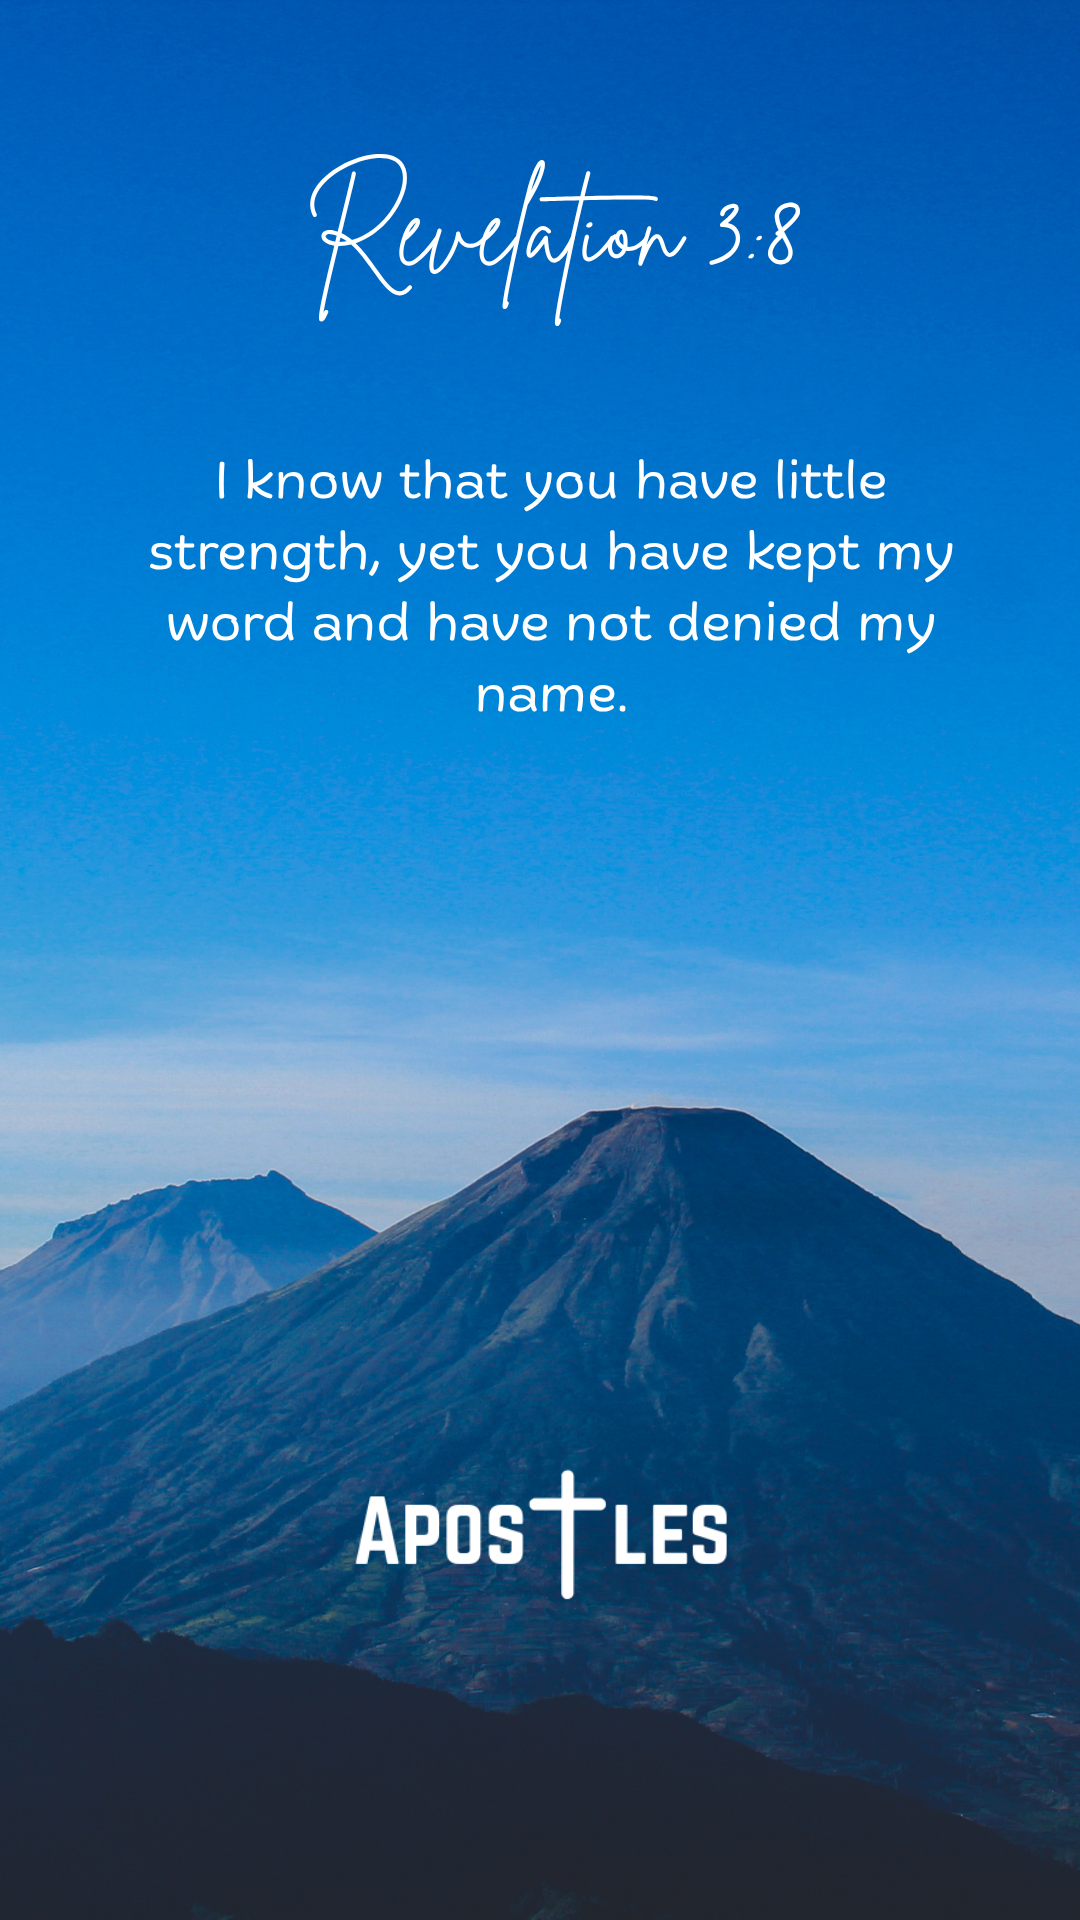 Revelation 3:8
I know that you have little
strength, yet you have kept my
word and have not denied my
name.
APOSTLES